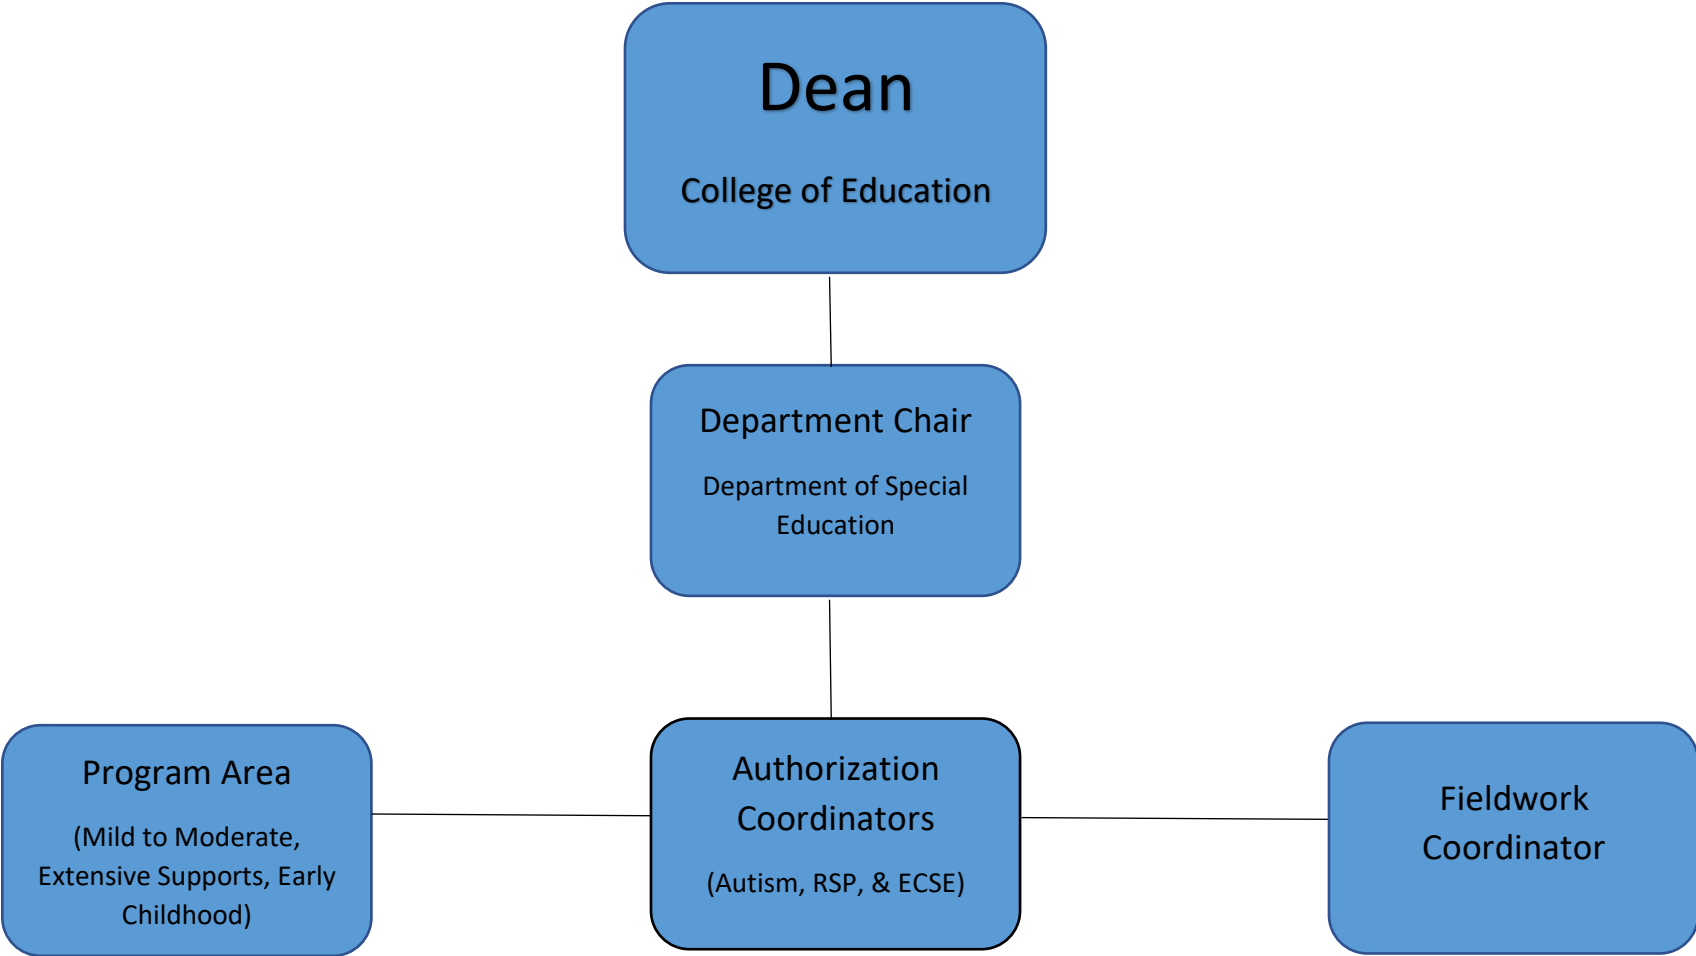 Dean
College of Education
Department Chair
Department of Special
Education
Program Area
(Mild to Moderate,
Extensive Supports, Early
Childhood)
Authorization
Coordinators
(Autism, RSP, & ECSE)
Fieldwork
Coordinator